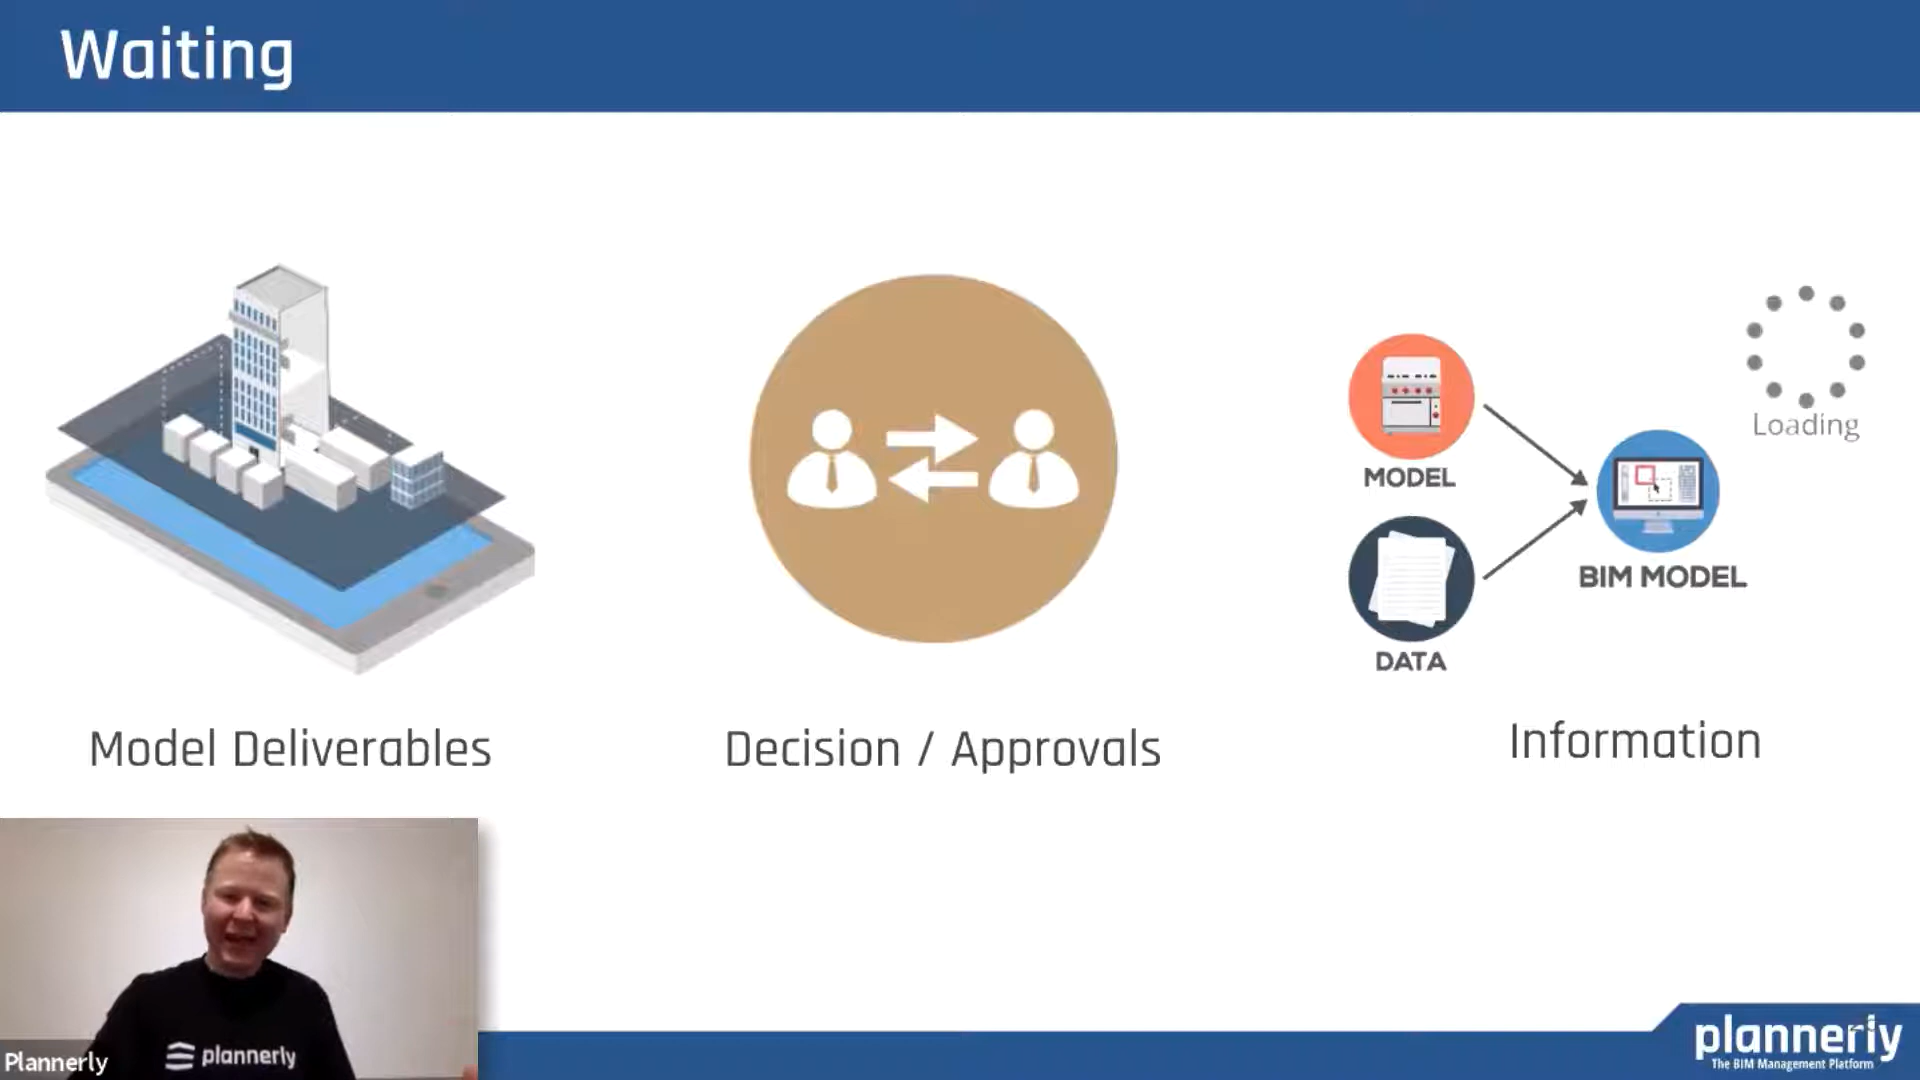 Waiting
Loading
MODEL
BIM MODEL
DATA
Model Deliverables
Decision / Approvals
Information
plannerly
Plannerly
plannerly
The BIM Management Platform